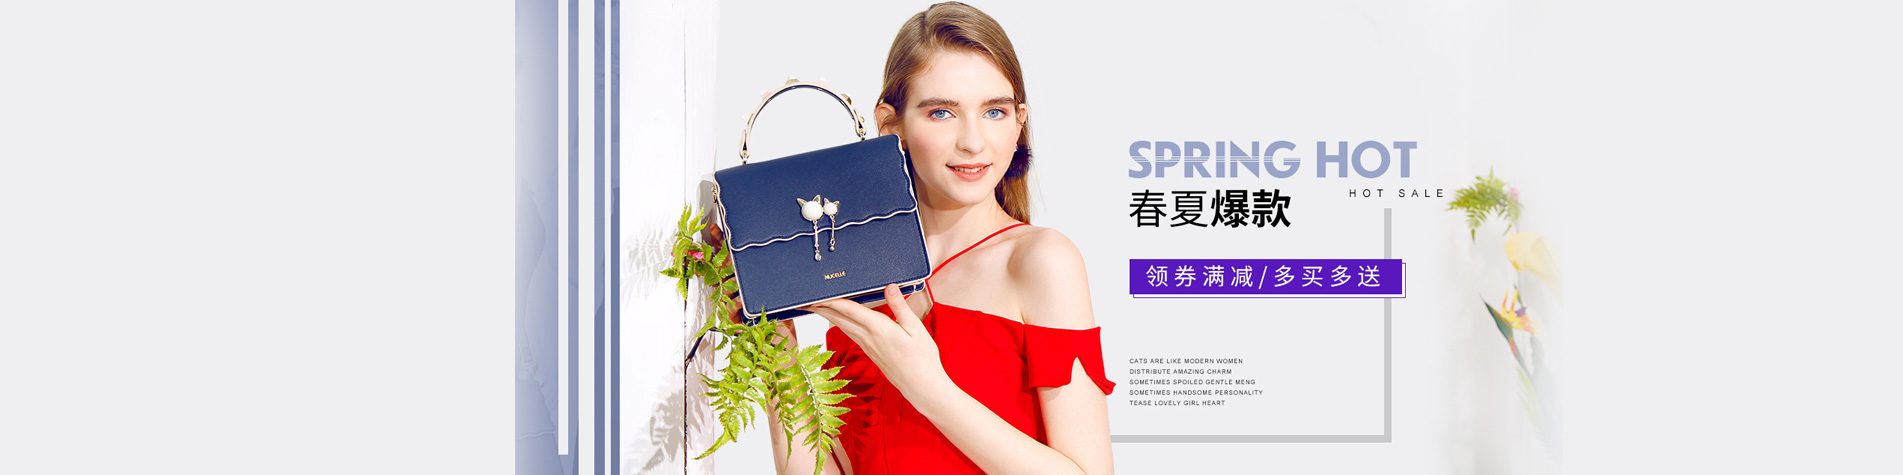 NUCELLE
SPRING HOT
HOT SALE
春夏爆款
领券满减/多买多送
CATS ARE LIKE MODERN WOMEN
DISTRIBUTE AMAZING CHARM
SOMETIMES SPOILED GENTLE MENG
SOMETIMES HANDSOME PERSONALITY
TEASE LOVELY GIRL HEART